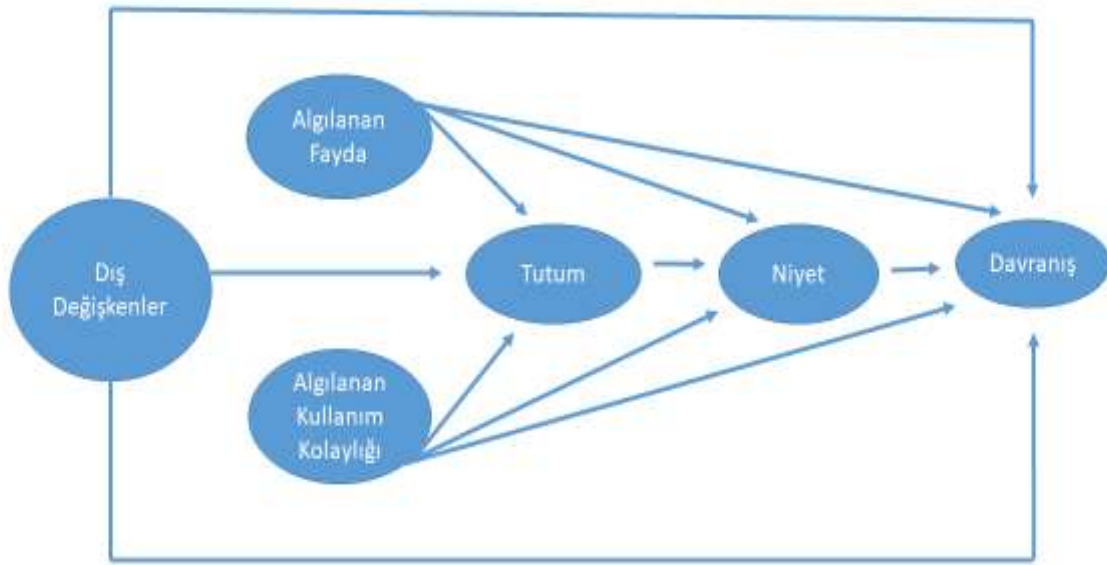 Algılanan
Fayda
Dış
Değişkenler
Tutum
Niyet
Davranış
Algılanan
Kullanım
Kolaylığı